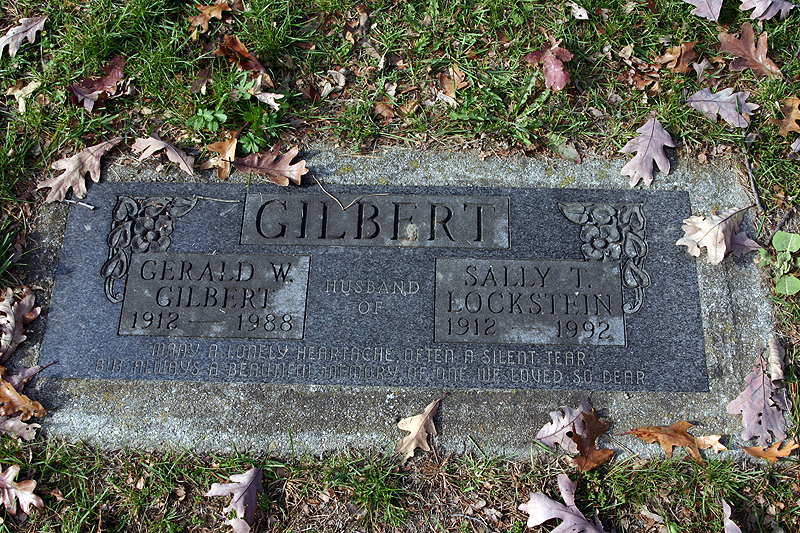 GILBERT
GERALD W.
GILBERT
1912 — 1988
HUSBAND
OF
SALLY T.
LOCKSTEIN
1912 — 1992
MANY A LONELY HEARTACHE, OFTEN A SILENT TEAR,
BUT ALWAYS A BEAUTIFUL MEMORY OF ONE WE LOVED SO DEAR